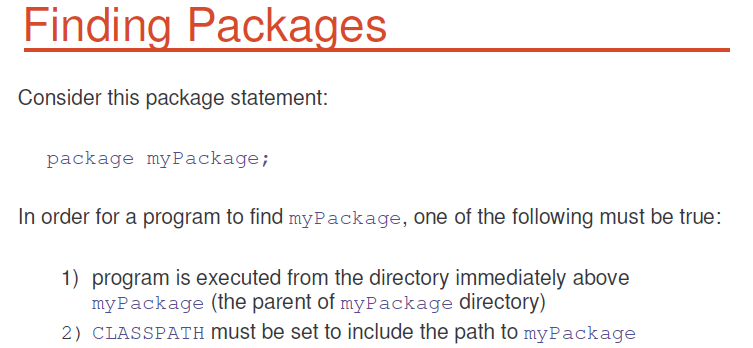 Finding Packages
Consider this package statement:
package myPackage;
In order for a program to find myPackage, one of the following must be true:
1) program is executed from the directory immediately above
myPackage (the parent of myPackage directory)
2) CLASSPATH must be set to include the path to myPackage